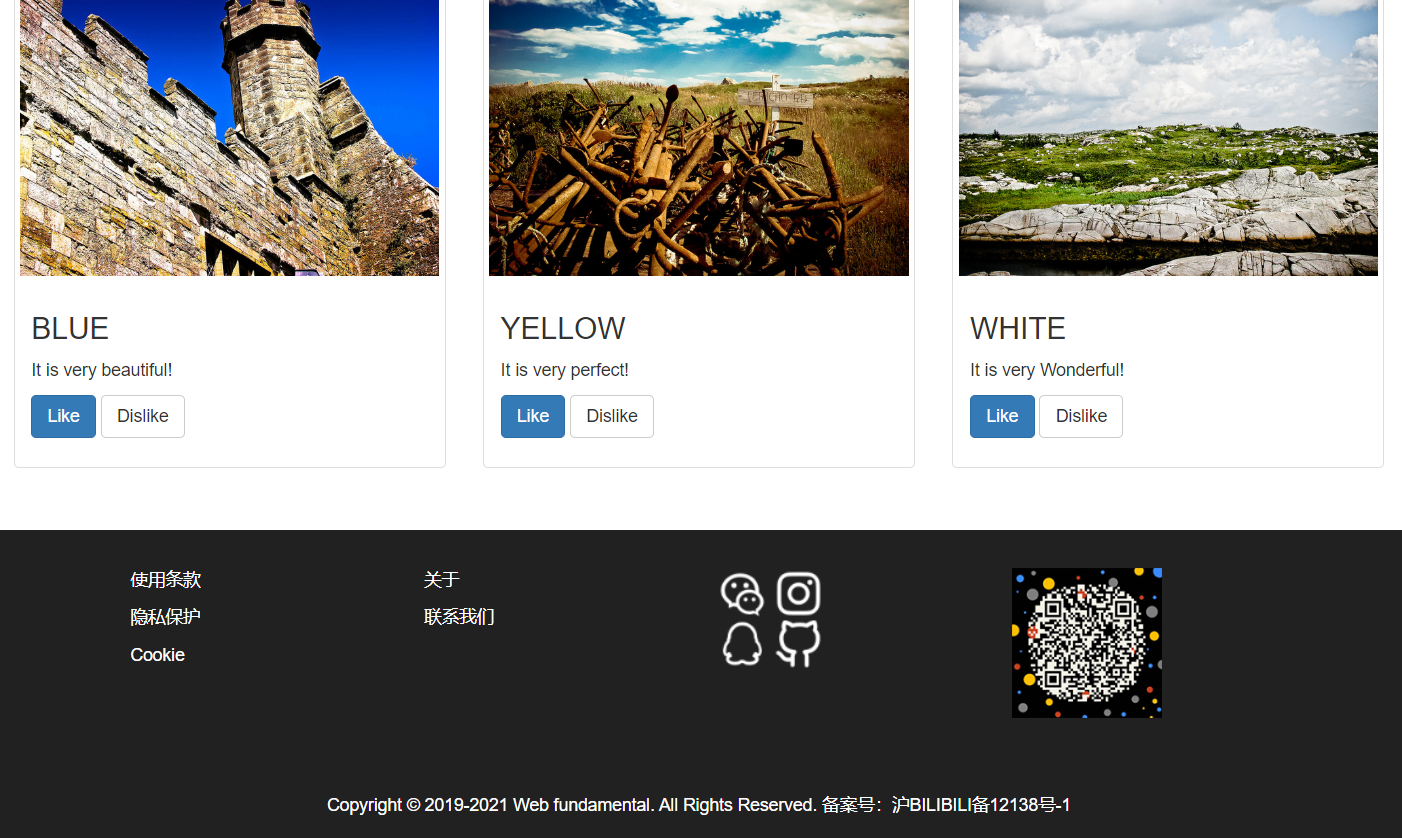 BLUE
It is very beautiful!
Like Dislike
YELLOW
It is very perfect!
Like Dislike
WHITE
It is very Wonderful!
Like Dislike
使用条款
隐私保护
Cookie
关于
联系我们
Copyright © 2019-2021 Web fundamental. All Rights Reserved. 备案号：沪BILIBILI备12138号-1